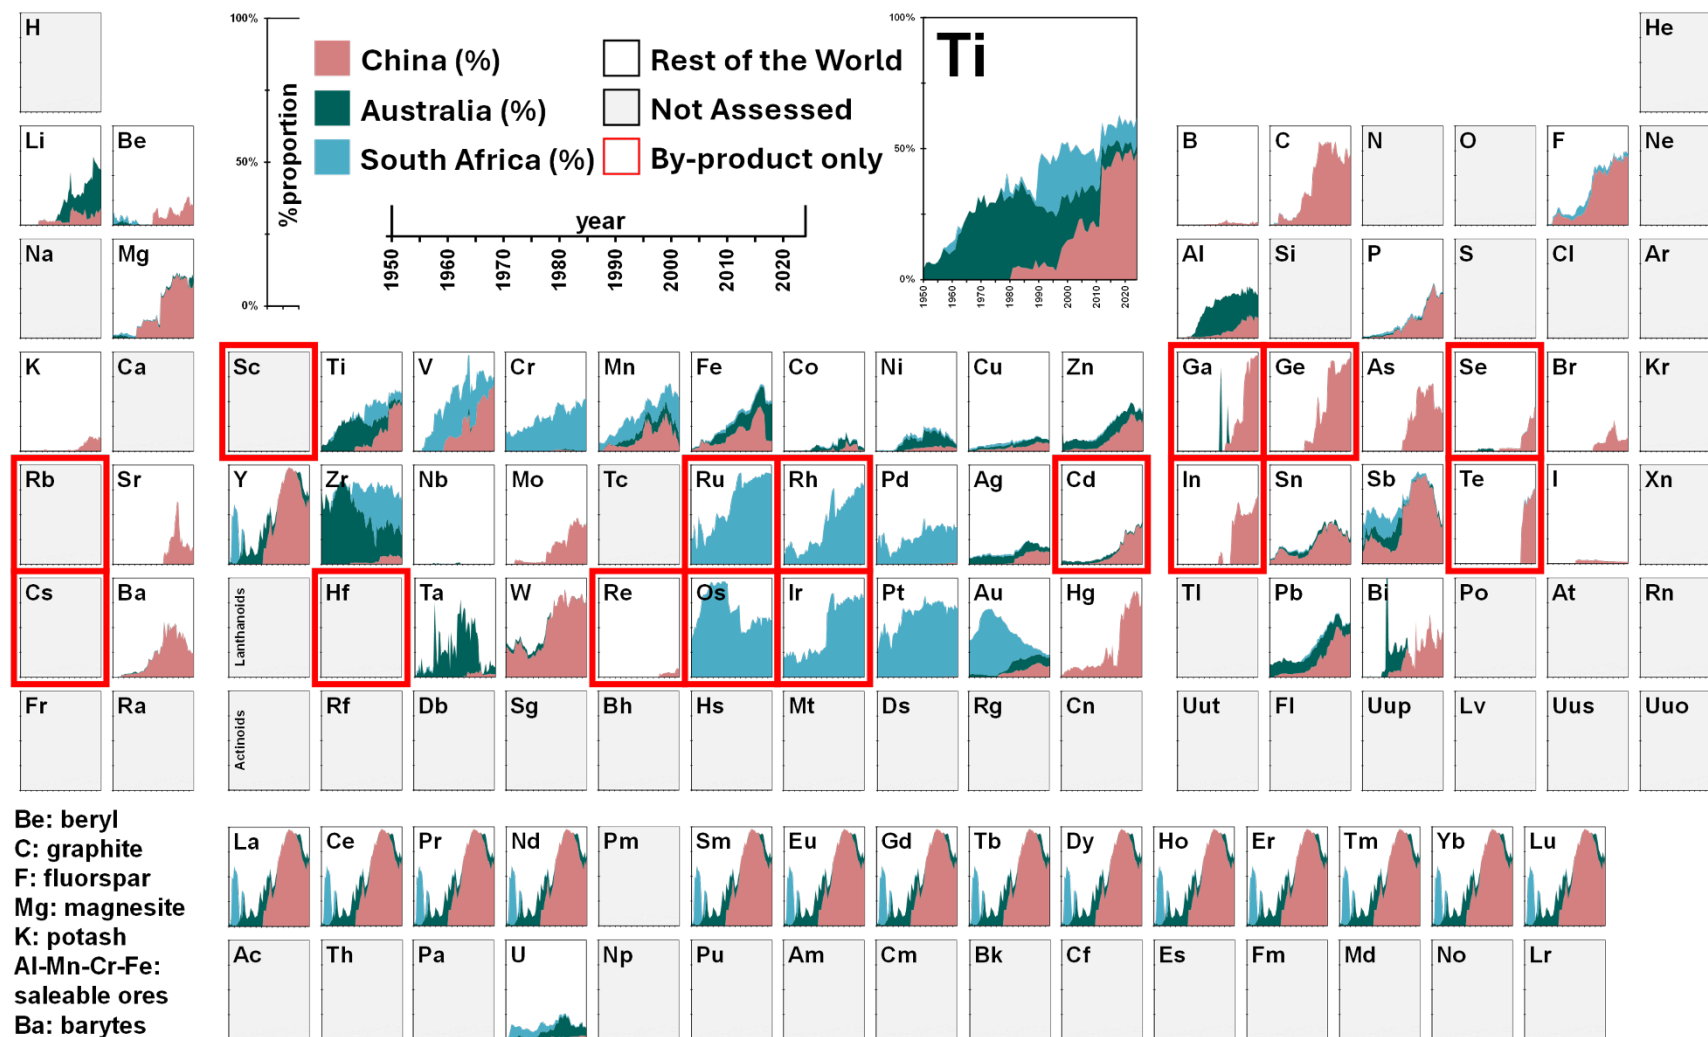 H
He
100%
%proportion
50%
0%
China (%)
Australia (%)
South Africa (%)
Rest of the World
Not Assessed
By-product only
year
1950
1960
1970
1980
1990
2000
2010
2020
100%
Ti
50%
0%
1950
1960
1970
1980
1990
2000
2010
2020
Li Be B C N O F Ne
Na Mg Al Si P S Cl Ar
K Ca Sc Ti V Cr Mn Fe Co Ni Cu Zn Ga Ge As Se Br Kr
Rb Sr Y Zr Nb Mo Tc Ru Rh Pd Ag Cd In Sn Sb Te I Xn
Cs Ba Lanthanoids Hf Ta W Re Os Ir Pt Au Hg Tl Pb Bi Po At Rn
Fr Ra Actinoids Rf Db Sg Bh Hs Mt Ds Rg Cn Uut Fl Uup Lv Uus Uuo
La Ce Pr Nd Pm Sm Eu Gd Tb Dy Ho Er Tm Yb Lu
Ac Th Pa U Np Pu Am Cm Bk Cf Es Fm Md No Lr
Be: beryl
C: graphite
F: fluorspar
Mg: magnesite
K: potash
Al-Mn-Cr-Fe:
saleable ores
Ba: barytes